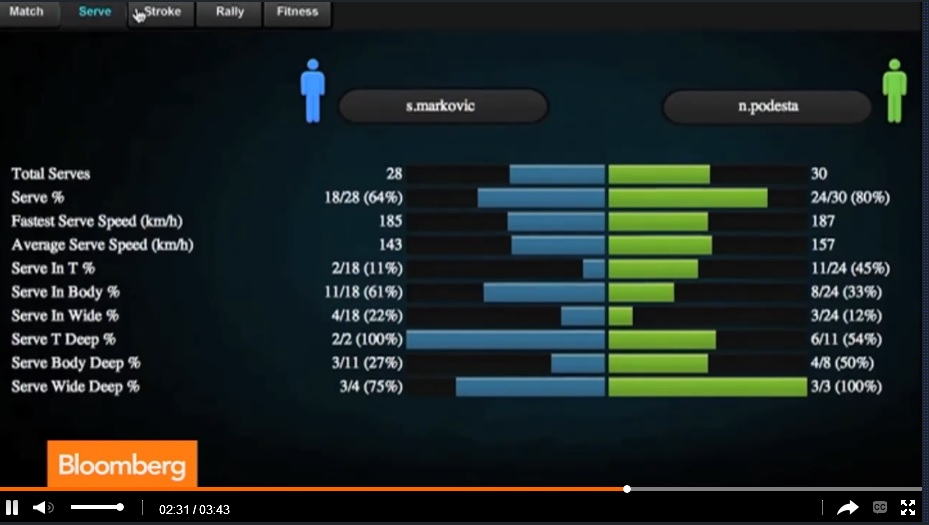 Match Serve Stroke Rally Fitness
s.markovic n.podesta
Total Serves 28 30
Serve % 18/28 (64%) 24/30 (80%)
Fastest Serve Speed (km/h) 185 187
Average Serve Speed (km/h) 143 157
Serve In T % 2/18 (11%) 11/24 (45%)
Serve In Body % 11/18 (61%) 8/24 (33%)
Serve In Wide % 4/18 (22%) 3/24 (12%)
Serve T Deep % 2/2 (100%) 6/11 (54%)
Serve Body Deep % 3/11 (27%) 4/8 (50%)
Serve Wide Deep % 3/4 (75%) 3/3 (100%)
Bloomberg
02:31 / 03:43 CC